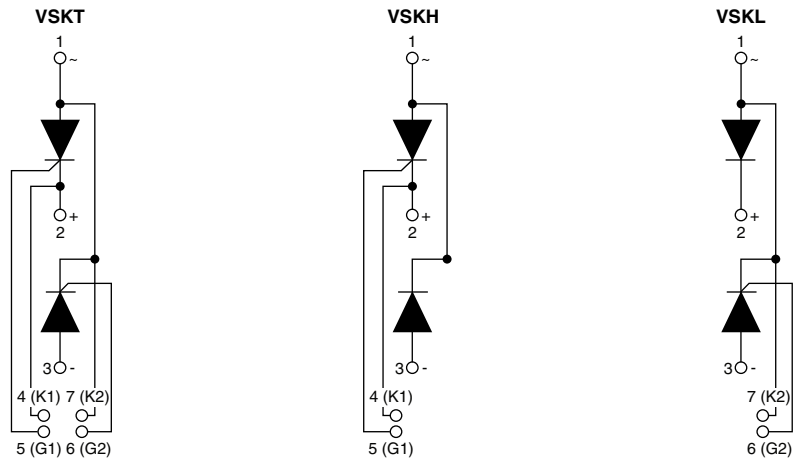 VSKT
1
~
+
2
3 -
4 (K1) 7 (K2)
5 (G1) 6 (G2)
VSKH
1
~
+
2
3 -
4 (K1)
5 (G1)
VSKL
1
~
+
2
3 -
7 (K2)
6 (G2)